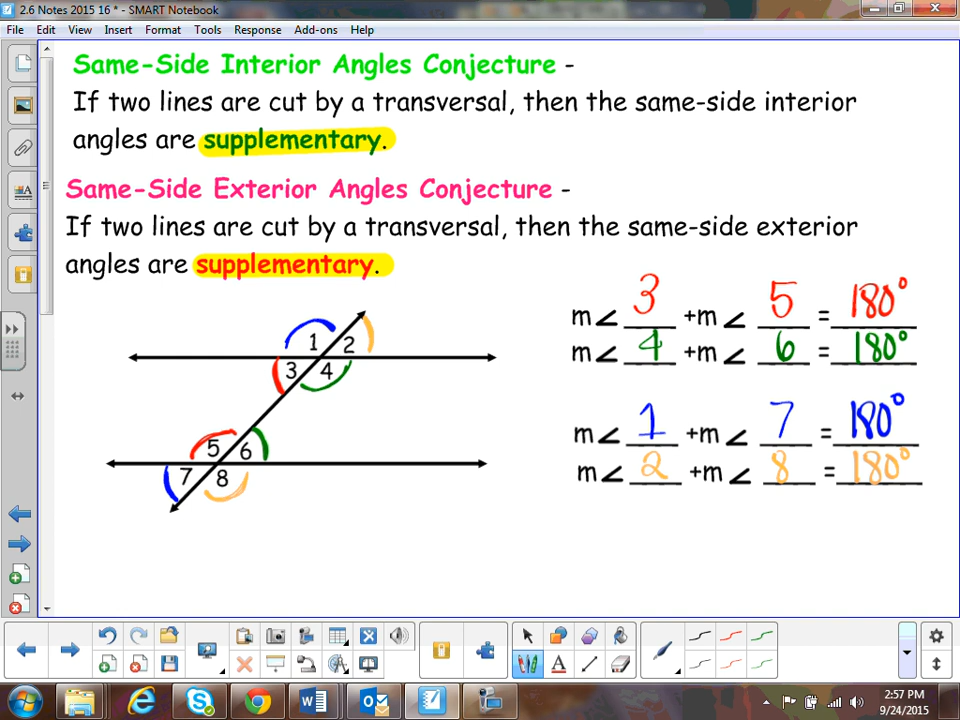 2.6 Notes 2015 16 * - SMART Notebook
File Edit View Insert Format Tools Response Add-ons Help
Same-Side Interior Angles Conjecture -
If two lines are cut by a transversal, then the same-side interior
angles are supplementary.
Same-Side Exterior Angles Conjecture -
If two lines are cut by a transversal, then the same-side exterior
angles are supplementary.
m∠ 3 +m ∠ 5 = 180°
m∠ 4 +m ∠ 6 = 180°
m∠ 1 +m ∠ 7 = 180°
m∠ 2 +m ∠ 8 = 180°
1 2
3 4
5 6
7 8
2:57 PM
9/24/2015